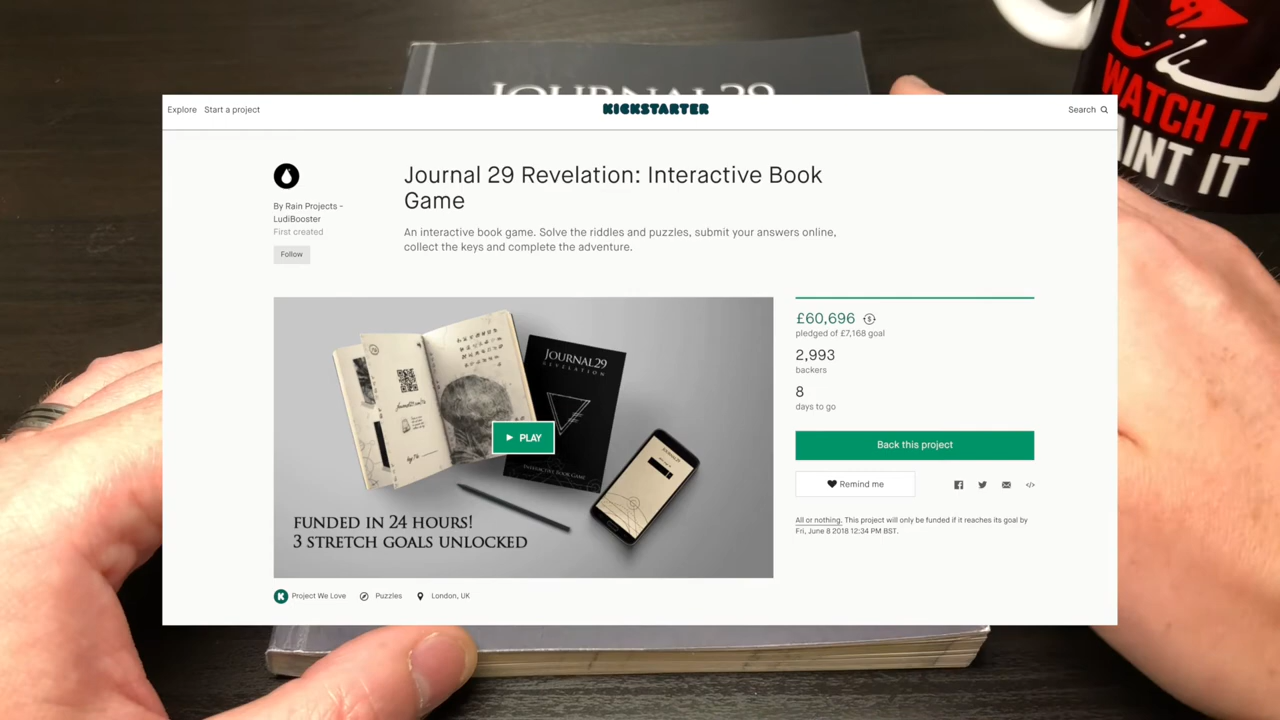 JOURNAL 29
WATCH IT
Explore Start a project
KICKSTARTER
Search
Journal 29 Revelation: Interactive Book
Game
By Rain Projects -
LudiBooster
First created
Follow
An interactive book game. Solve the riddles and puzzles, submit your answers online,
collect the keys and complete the adventure.
JOURNAL 29
REVELATION
INTERACTIVE BOOK GAME
PLAY
FUNDED IN 24 HOURS!
3 STRETCH GOALS UNLOCKED
£60,696
pledged of £7,168 goal
2,993
backers
8
days to go
Back this project
Remind me
All or nothing. This project will only be funded if it reaches its goal by
Fri, June 8 2018 12:34 PM BST.
Project We Love Puzzles London, UK